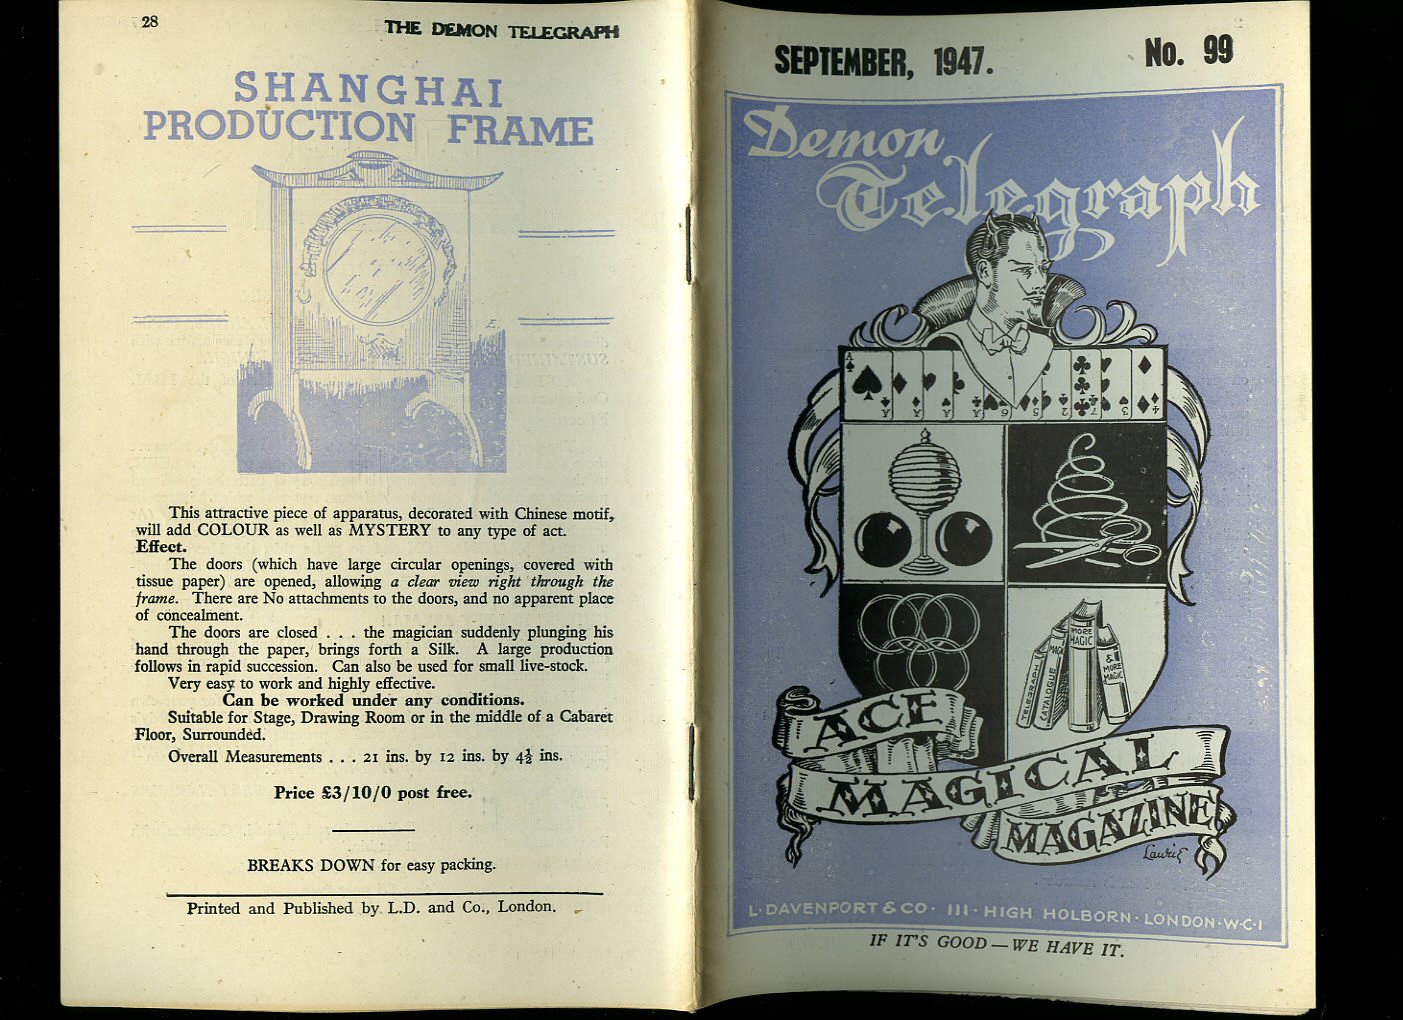 28
THE DEMON TELEGRAPH
SHANGHAI
PRODUCTION FRAME
This attractive piece of apparatus, decorated with Chinese motif,
will add COLOUR as well as MYSTERY to any type of act.
Effect.
The doors (which have large circular openings, covered with
tissue paper) are opened, allowing a clear view right through the
frame. There are No attachments to the doors, and no apparent place
of concealment.
The doors are closed . . . the magician suddenly plunging his
hand through the paper, brings forth a Silk. A large production
follows in rapid succession. Can also be used for small live-stock.
Very easy to work and highly effective.
Can be worked under any conditions.
Suitable for Stage, Drawing Room or in the middle of a Cabaret
Floor, Surrounded.
Overall Measurements . . . 21 ins. by 12 ins. by 4½ ins.
Price £3/10/0 post free.
BREAKS DOWN for easy packing.
Printed and Published by L.D. and Co., London.
SEPTEMBER, 1947.
No. 99
Demon
Telegraph
TELEGRAPH
CATALOGUE
MAGIC
MORE
MAGIC
&
MORE
MAGIC
ACE
MAGICAL
MAGAZINE
Laurie
L·DAVENPORT & CO· 111·HIGH HOLBORN·LONDON·W·C·1
IF IT'S GOOD — WE HAVE IT.